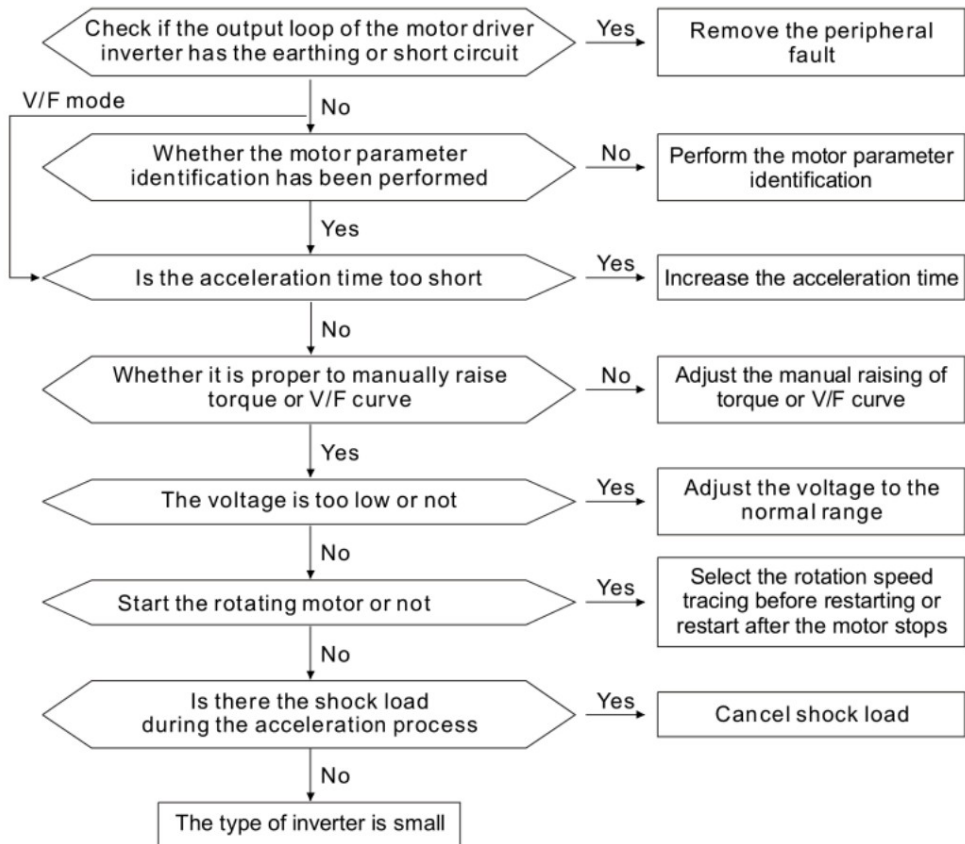 Check if the output loop of the motor driver
inverter has the earthing or short circuit
Yes
Remove the peripheral
fault
V/F mode
No
Whether the motor parameter
identification has been performed
No
Perform the motor parameter
identification
Yes
Is the acceleration time too short
Yes
Increase the acceleration time
No
Whether it is proper to manually raise
torque or V/F curve
No
Adjust the manual raising of
torque or V/F curve
Yes
The voltage is too low or not
Yes
Adjust the voltage to the
normal range
No
Start the rotating motor or not
Yes
Select the rotation speed
tracing before restarting or
restart after the motor stops
No
Is there the shock load
during the acceleration process
Yes
Cancel shock load
No
The type of inverter is small